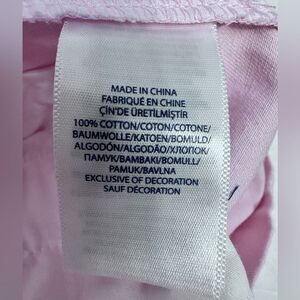 MADE IN CHINA
FABRIQUÉ EN CHINE
ÇİN'DE ÜRETİLMİŞTİR
100% COTTON/COTON/COTONE/
BAUMWOLLE/KATOEN/BOMULD/
ALGODÓN/ALGODÃO/ХЛОПОК/
ПАМУК/BAMBAKI/BOMULL/
PAMUK/BAVLNA
EXCLUSIVE OF DECORATION
SAUF DÉCORATION